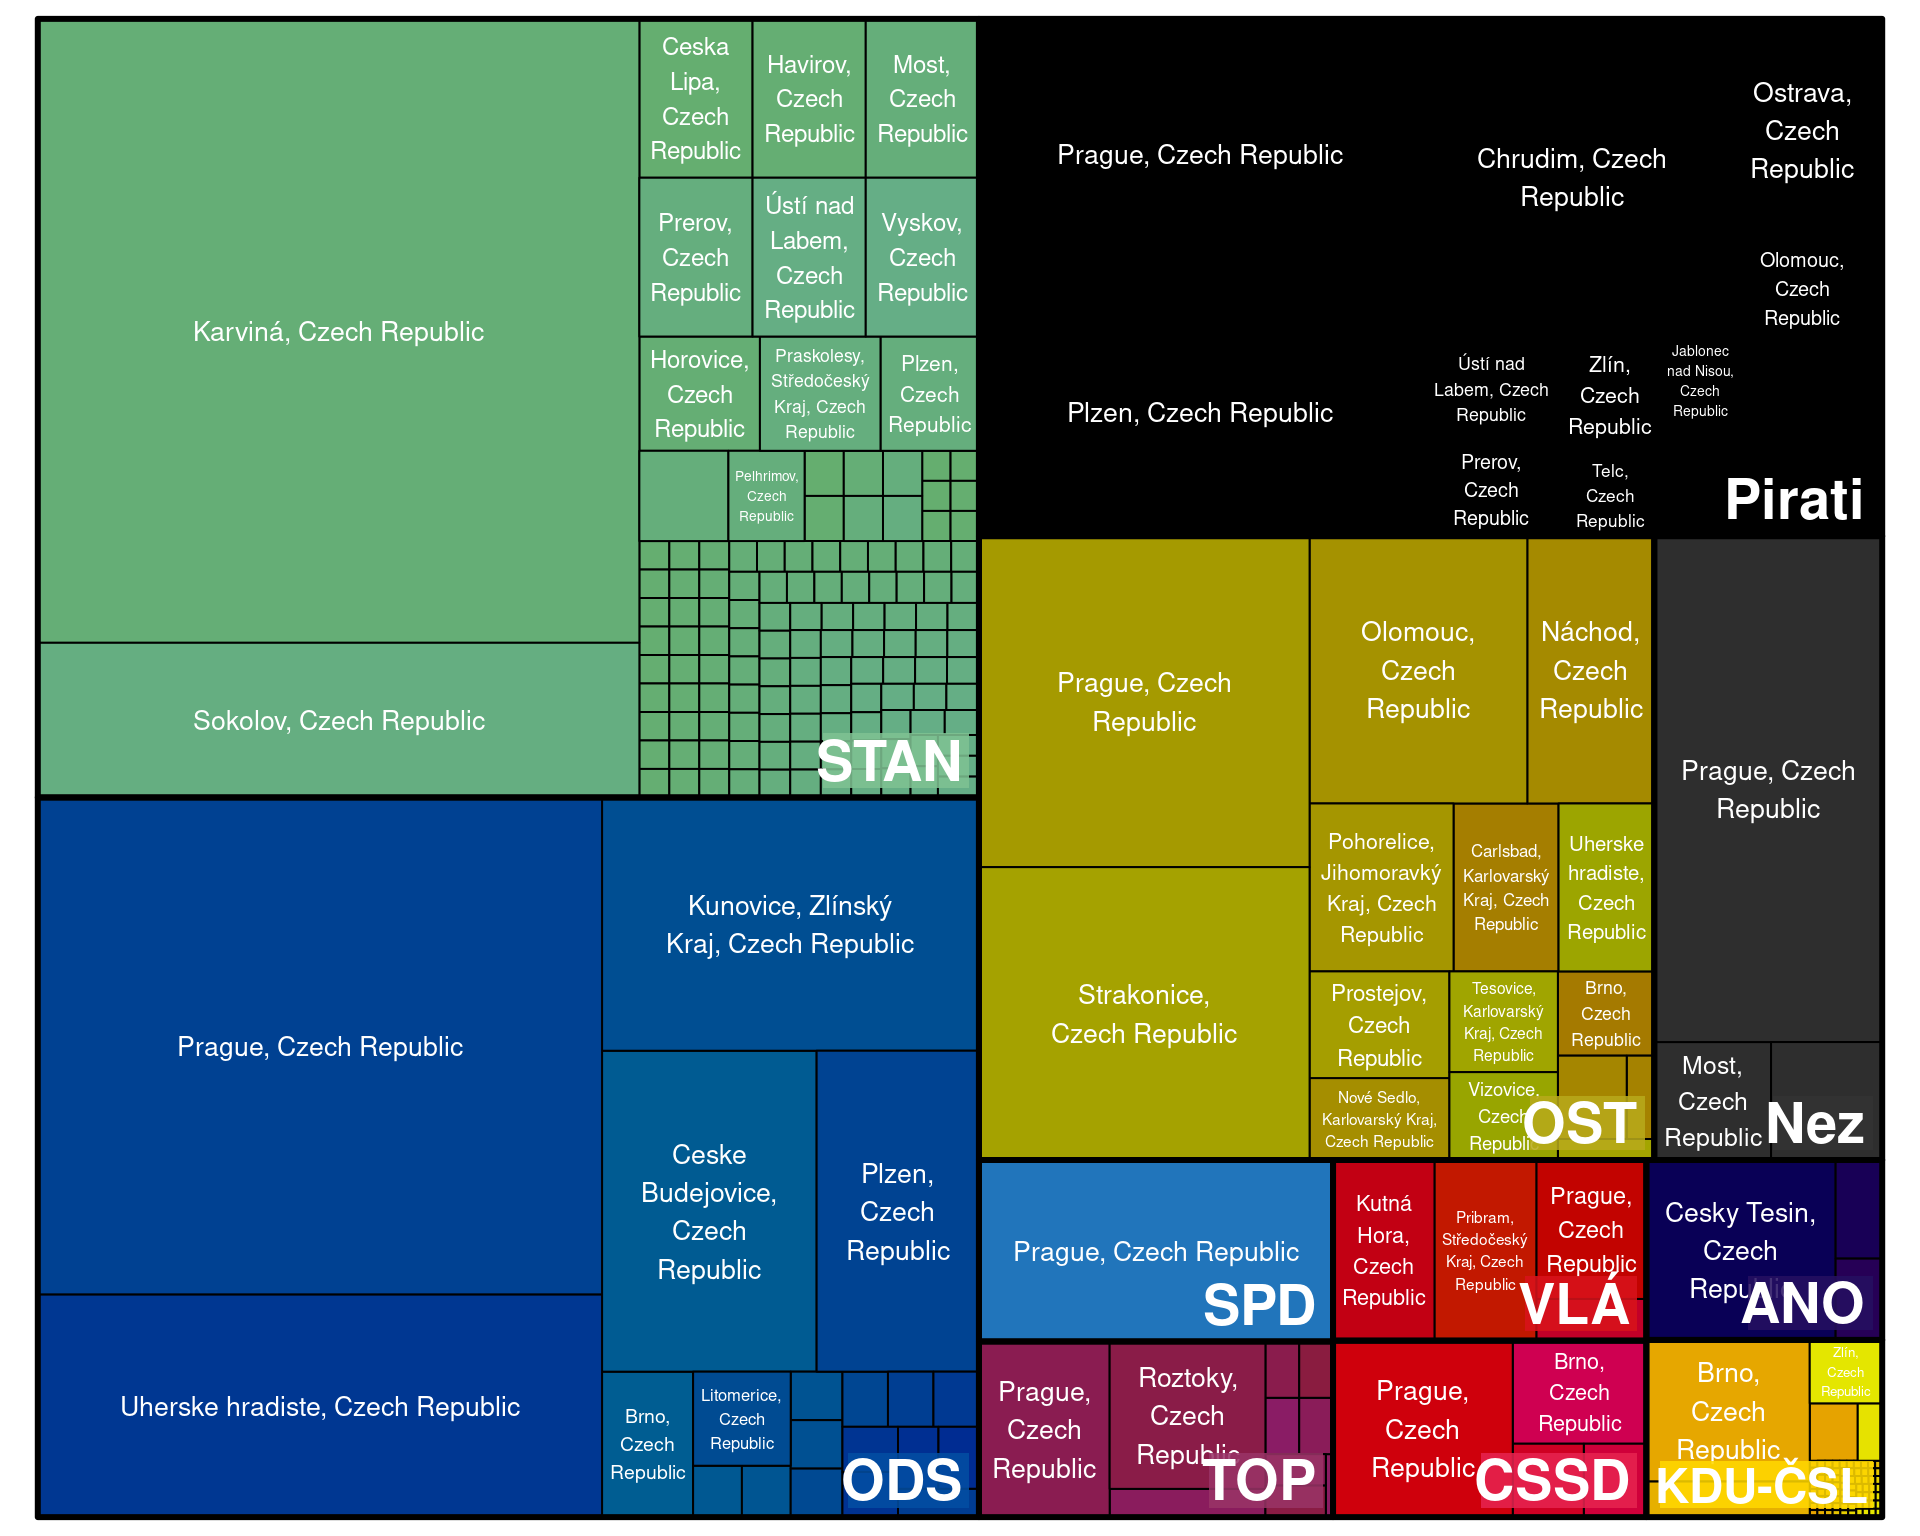 Karviná, Czech Republic
Sokolov, Czech Republic
Ceska
Lipa,
Czech
Republic
Havirov,
Czech
Republic
Most,
Czech
Republic
Prerov,
Czech
Republic
Ústí nad
Labem,
Czech
Republic
Vyskov,
Czech
Republic
Horovice,
Czech
Republic
Praskolesy,
Středočeský
Kraj, Czech
Republic
Plzen,
Czech
Republic
Pelhrimov,
Czech
Republic
STAN
Prague, Czech Republic
Uherske hradiste, Czech Republic
Kunovice, Zlínský
Kraj, Czech Republic
Ceske
Budejovice,
Czech
Republic
Plzen,
Czech
Republic
Brno,
Czech
Republic
Litomerice,
Czech
Republic
ODS
Prague, Czech Republic
Plzen, Czech Republic
Chrudim, Czech
Republic
Ostrava,
Czech
Republic
Olomouc,
Czech
Republic
Ústí nad
Labem, Czech
Republic
Zlín,
Czech
Republic
Jablonec
nad Nisou,
Czech
Republic
Prerov,
Czech
Republic
Telc,
Czech
Republic
Pirati
Prague, Czech
Republic
Strakonice,
Czech Republic
Olomouc,
Czech
Republic
Náchod,
Czech
Republic
Pohorelice,
Jihomoravký
Kraj, Czech
Republic
Carlsbad,
Karlovarský
Kraj, Czech
Republic
Uherske
hradiste,
Czech
Republic
Prostejov,
Czech
Republic
Tesovice,
Karlovarský
Kraj, Czech
Republic
Brno,
Czech
Republic
Nové Sedlo,
Karlovarský Kraj,
Czech Republic
Vizovice,
Czech
Republic
OST
Prague, Czech
Republic
Most,
Czech
Republic
Nez
Prague, Czech Republic
SPD
Kutná
Hora,
Czech
Republic
Pribram,
Středočeský
Kraj, Czech
Republic
Prague,
Czech
Republic
VLÁ
Cesky Tesin,
Czech
Republic
ANO
Prague,
Czech
Republic
Roztoky,
Czech
Republic
TOP
Prague,
Czech
Republic
Brno,
Czech
Republic
CSSD
Brno,
Czech
Republic
Zlín,
Czech
Republic
KDU-ČSL